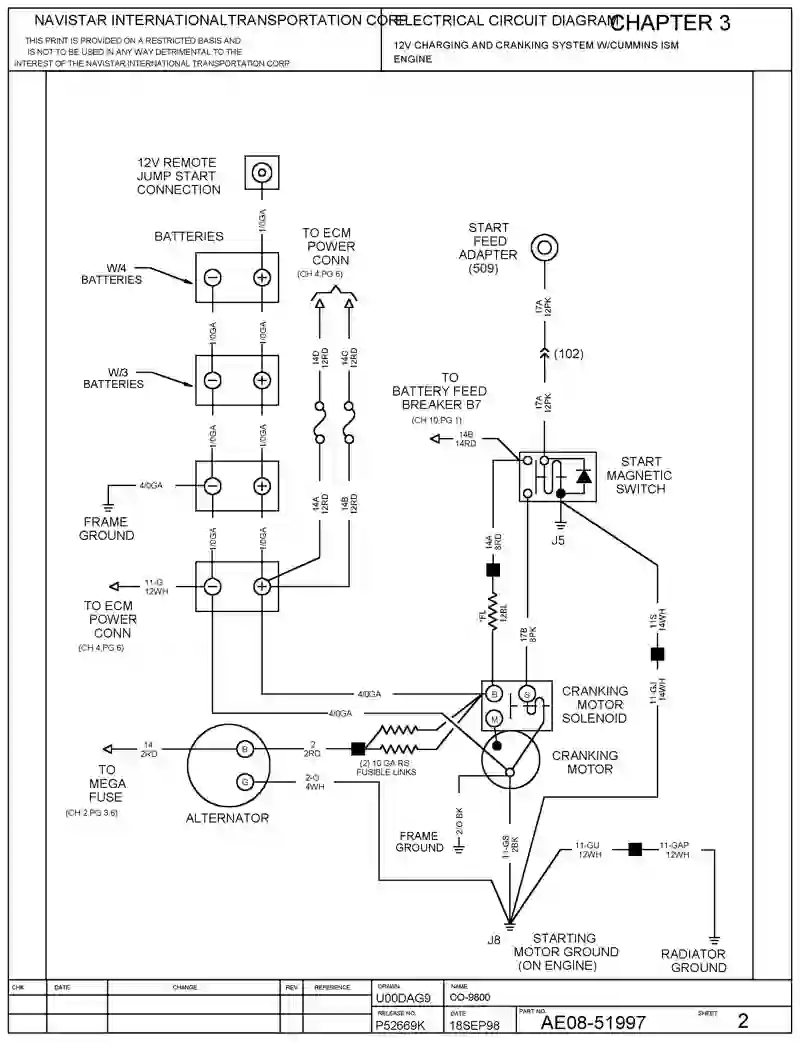 NAVISTAR INTERNATIONALTRANSPORTATION CORP
ELECTRICAL CIRCUIT DIAGRAM
CHAPTER 3
THIS PRINT IS PROVIDED ON A RESTRICTED BASIS AND
IS NOT TO BE USED IN ANY WAY DETRIMENTAL TO THE
INTEREST OF THE NAVISTAR INTERNATIONAL TRANSPORTATION CORP
12V CHARGING AND CRANKING SYSTEM W/CUMMINS ISM
ENGINE
12V REMOTE
JUMP START
CONNECTION
1/0GA
BATTERIES
TO ECM
POWER
CONN
(CH 4,PG 6)
START
FEED
ADAPTER
(509)
W/4
BATTERIES
17A
12PK
1/0GA
1/0GA
14D
12RD
14C
12RD
(102)
W/3
BATTERIES
TO
BATTERY FEED
BREAKER B7
(CH 10,PG 1)
17A
12PK
1/0GA
1/0GA
14B
14RD
START
MAGNETIC
SWITCH
4/0GA
14A
12RD
14B
12RD
FRAME
GROUND
1/0GA
1/0GA
14A
8RD
J5
11-G
12WH
TO ECM
POWER
CONN
(CH 4,PG 6)
*FL
12BL
17B
8PK
11S
14WH
11-GJ
14WH
4/0GA
4/0GA
B
S
M
CRANKING
MOTOR
SOLENOID
14
2RD
B
2
2RD
(2) 10 GA RS
FUSIBLE LINKS
CRANKING
MOTOR
TO
MEGA
FUSE
(CH 2,PG 3,6)
G
2-G
4WH
ALTERNATOR
2/0 BK
FRAME
GROUND
11-GS
2BK
11-GU
12WH
11-GAP
12WH
J8
STARTING
MOTOR GROUND
(ON ENGINE)
RADIATOR
GROUND
CHK
DATE
CHANGE
REV
REFERENCE
DRAWN
U00DAG9
NAME
CO-9800
RELEASE NO.
P52669K
DATE
18SEP98
PART NO.
AE08-51997
SHEET
2